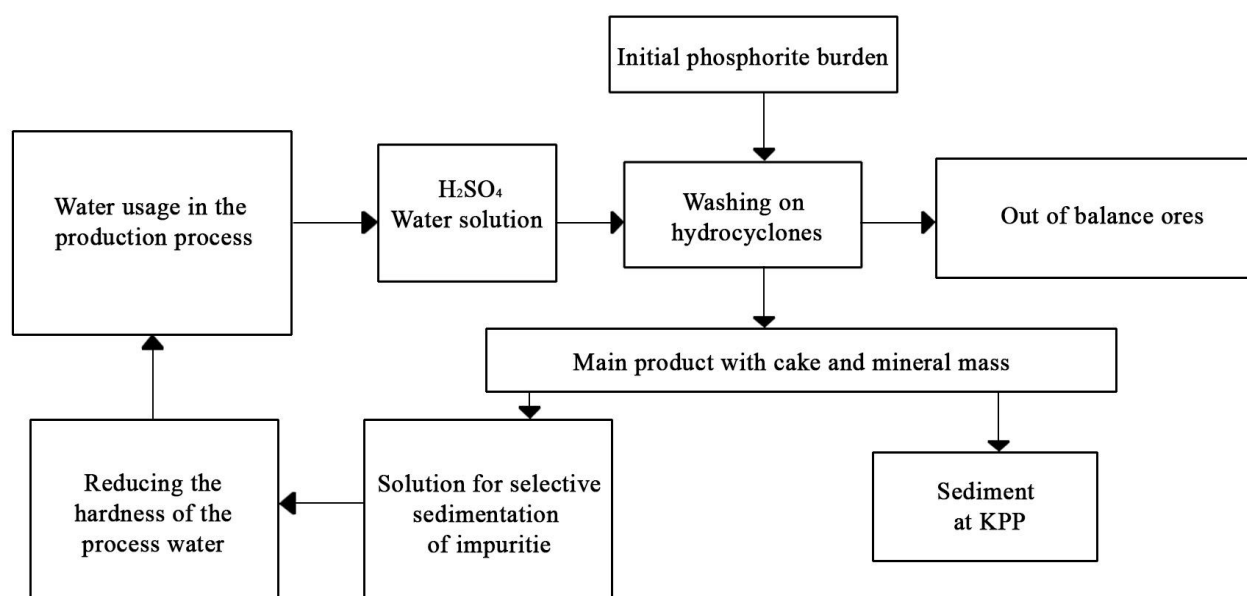 Initial phosphorite burden
Water usage in the
production process
H₂SO₄
Water solution
Washing on
hydrocyclones
Out of balance ores
Main product with cake and mineral mass
Reducing the
hardness of the
process water
Solution for selective
sedimentation
of impuritie
Sediment
at KPP